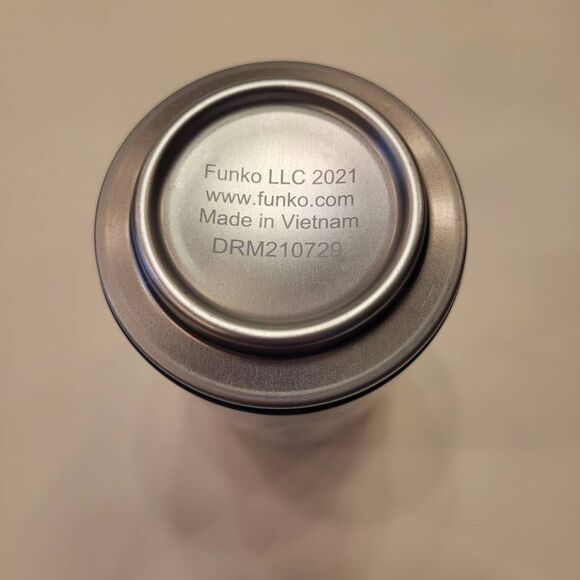 Funko LLC 2021
www.funko.com
Made in Vietnam
DRM210729